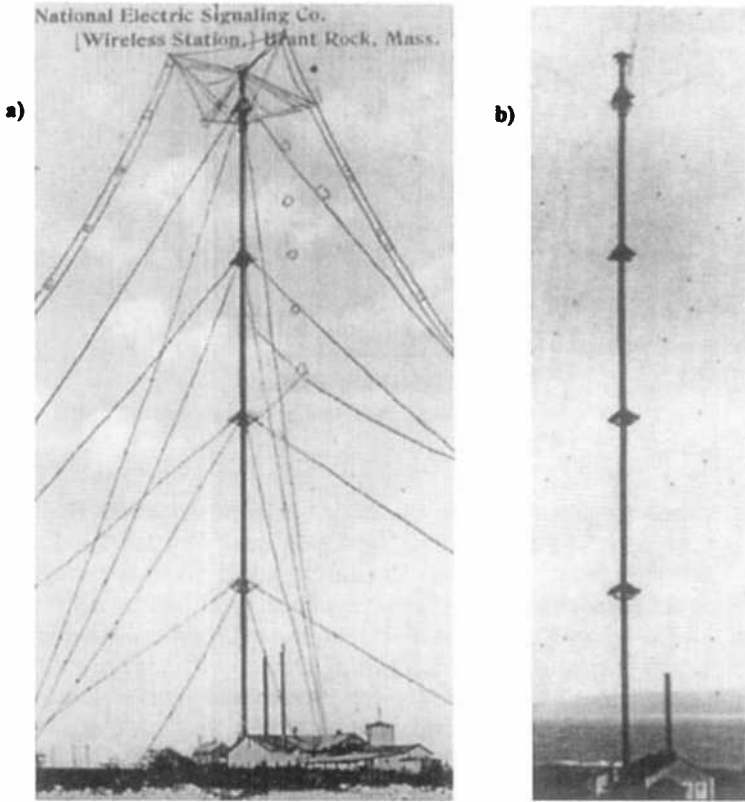 National Electric Signaling Co.
[Wireless Station,] Brant Rock, Mass.
a)
b)